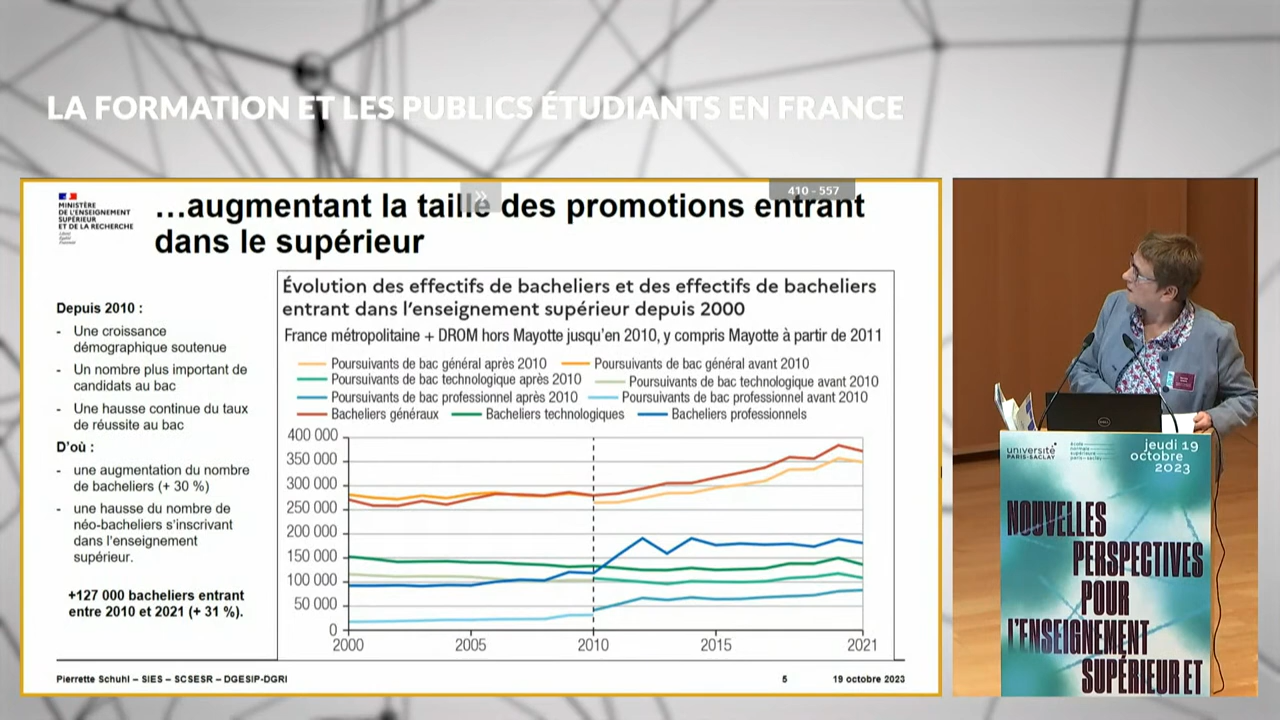 LA FORMATION ET LES PUBLICS ÉTUDIANTS EN FRANCE
410 - 557
MINISTÈRE
DE L'ENSEIGNEMENT
SUPÉRIEUR
ET DE LA RECHERCHE
Liberté
Égalité
Fraternité
...augmentant la taille des promotions entrant
dans le supérieur
Depuis 2010 :
- Une croissance
démographique soutenue
- Un nombre plus important de
candidats au bac
- Une hausse continue du taux
de réussite au bac
D'où :
- une augmentation du nombre
de bacheliers (+ 30 %)
- une hausse du nombre de
néo-bacheliers s'inscrivant
dans l'enseignement
supérieur.
+127 000 bacheliers entrant
entre 2010 et 2021 (+ 31 %).
Évolution des effectifs de bacheliers et des effectifs de bacheliers
entrant dans l'enseignement supérieur depuis 2000
France métropolitaine + DROM hors Mayotte jusqu'en 2010, y compris Mayotte à partir de 2011
Poursuivants de bac général après 2010 Poursuivants de bac général avant 2010
Poursuivants de bac technologique après 2010 Poursuivants de bac technologique avant 2010
Poursuivants de bac professionnel après 2010 Poursuivants de bac professionnel avant 2010
Bacheliers généraux Bacheliers technologiques Bacheliers professionnels
400 000
350 000
300 000
250 000
200 000
150 000
100 000
50 000
0
2000 2005 2010 2015 2021
Pierrette Schuhl – SIES – SCSESR – DGESIP-DGRI 5 19 octobre 2023
université
PARIS-SACLAY
école
normale
supérieure
paris-saclay
jeudi 19
octobre
2023
NOUVELLES
PERSPECTIVES
POUR
L'ENSEIGNEMENT
SUPÉRIEUR ET